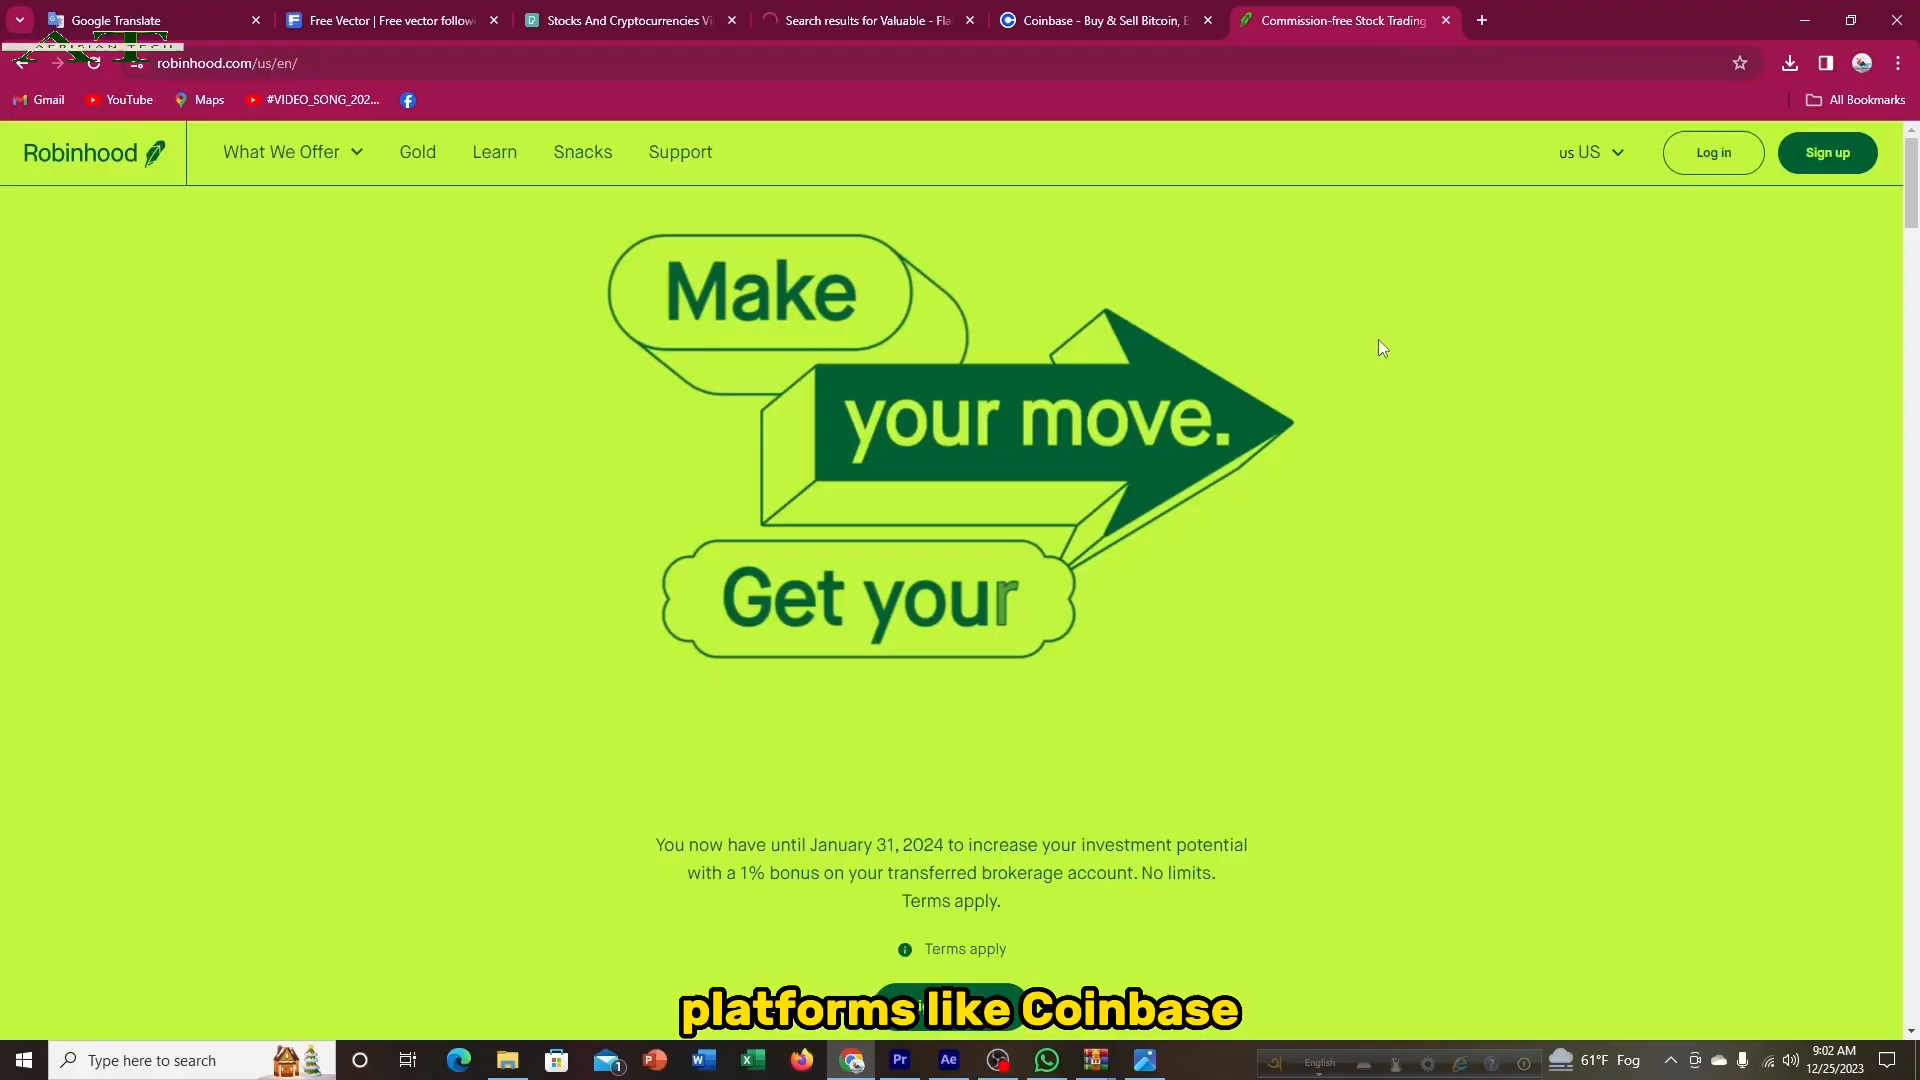 Google Translate
Free Vector | Free vector follow
Stocks And Cryptocurrencies Vi
Search results for Valuable - Fla
Coinbase - Buy & Sell Bitcoin, E
Commission-free Stock Trading
AFRISIAN TECH
robinhood.com/us/en/
Gmail
YouTube
Maps
#VIDEO_SONG_202...
All Bookmarks
Robinhood
What We Offer
Gold
Learn
Snacks
Support
us US
Log in
Sign up
Make
your move.
Get your
You now have until January 31, 2024 to increase your investment potential
with a 1% bonus on your transferred brokerage account. No limits.
Terms apply.
Terms apply
platforms like Coinbase
Type here to search
English
61°F Fog
9:02 AM
12/25/2023